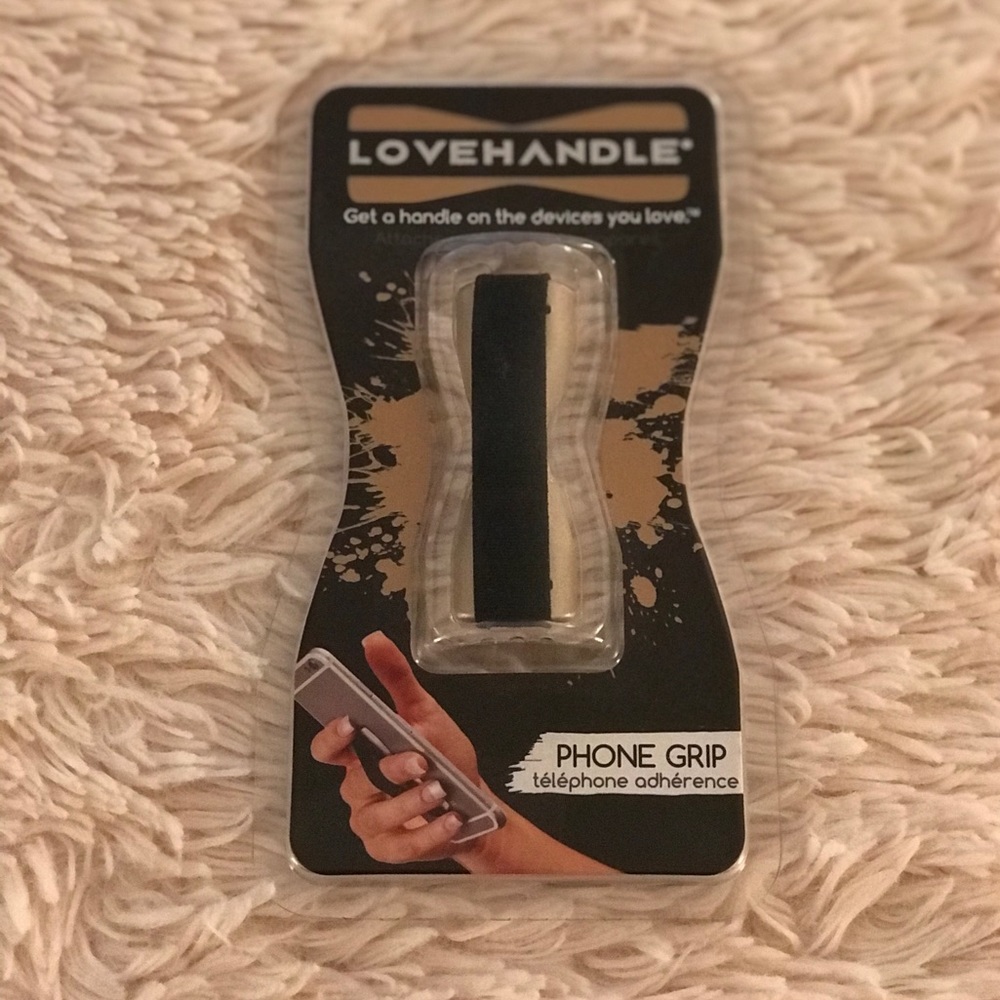 LOVEHANDLE®
Get a handle on the devices you love.™
PHONE GRIP
téléphone adhérence